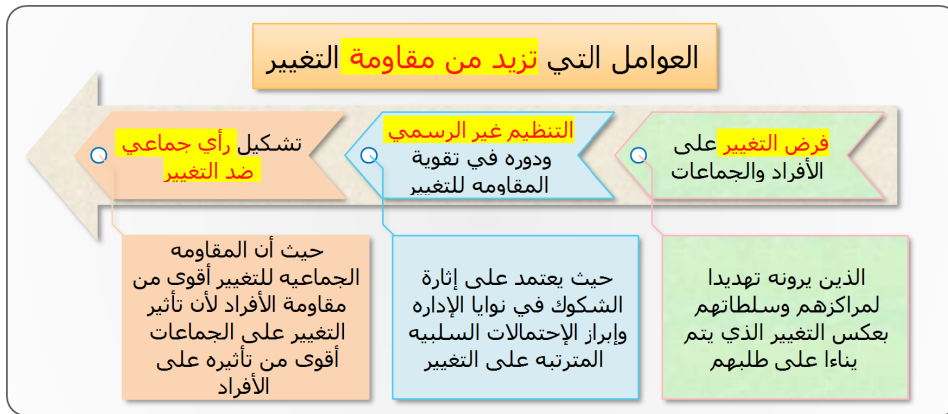 العوامل التي تزيد من مقاومة التغيير
فرض التغيير على
الأفراد والجماعات
الذين يرونه تهديدا
لمراكزهم وسلطاتهم
بعكس التغيير الذي يتم
يناءا على طلبهم
التنظيم غير الرسمي
ودوره في تقوية
المقاومه للتغيير
حيث يعتمد على إثارة
الشكوك في نوايا الإداره
وإبراز الإحتمالات السلبيه
المترتبه على التغيير
تشكيل رأي جماعي
ضد التغيير
حيث أن المقاومه
الجماعيه للتغيير أقوى من
مقاومة الأفراد لأن تأثير
التغيير على الجماعات
أقوى من تأثيره على
الأفراد